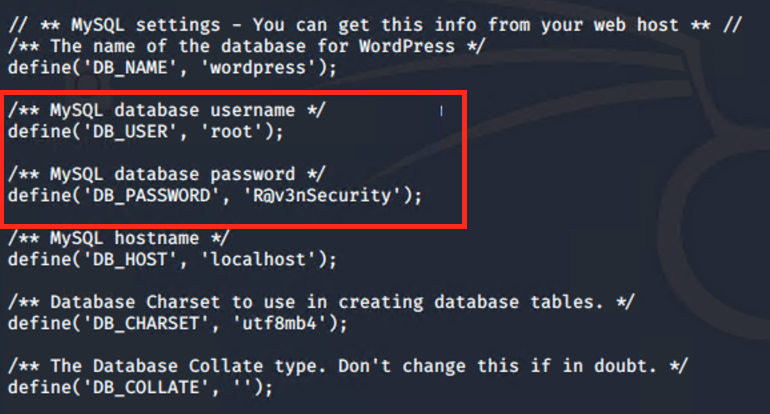 // ** MySQL settings - You can get this info from your web host ** //
/** The name of the database for WordPress */
define('DB_NAME', 'wordpress');
/** MySQL database username */
define('DB_USER', 'root');
/** MySQL database password */
define('DB_PASSWORD', 'R@v3nSecurity');
/** MySQL hostname */
define('DB_HOST', 'localhost');
/** Database Charset to use in creating database tables. */
define('DB_CHARSET', 'utf8mb4');
/** The Database Collate type. Don't change this if in doubt. */
define('DB_COLLATE', '');